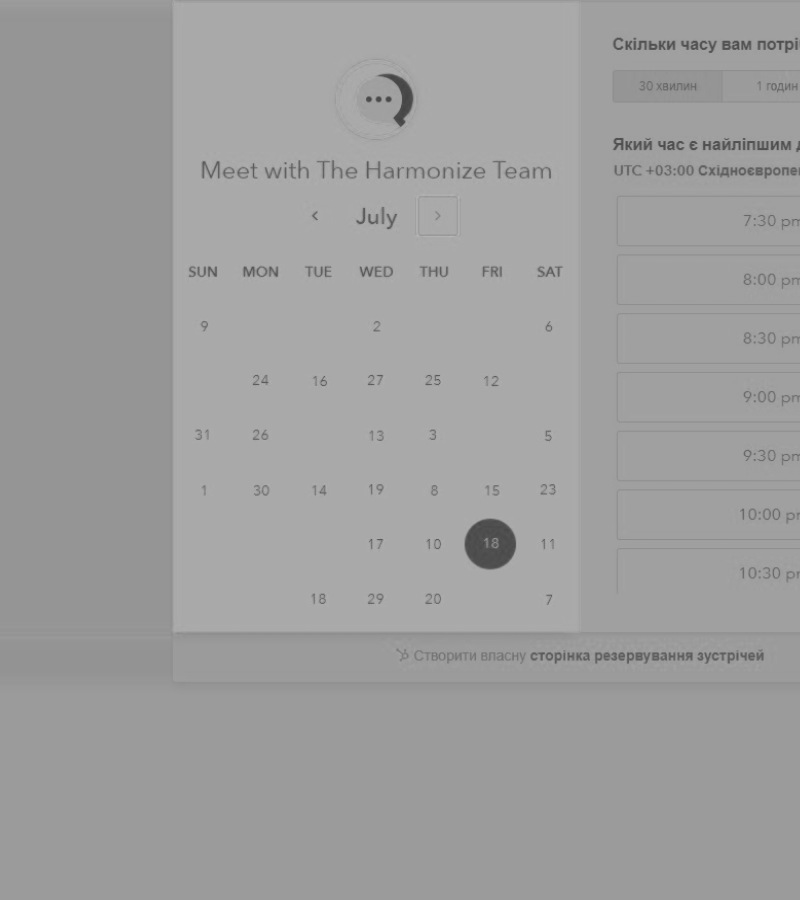 Meet with The Harmonize Team
‹ July ›
SUN MON TUE WED THU FRI SAT
9 2 6
24 16 27 25 12
31 26 13 3 5
1 30 14 19 8 15 23
17 10 18 11
18 29 20 7
Скільки часу вам потрі
30 хвилин 1 годин
Який час є найліпшим д
UTC +03:00 Східноєвропе
7:30 pm
8:00 pm
8:30 pm
9:00 pm
9:30 pm
10:00 pm
10:30 pm
Створити власну сторінка резервування зустрічей